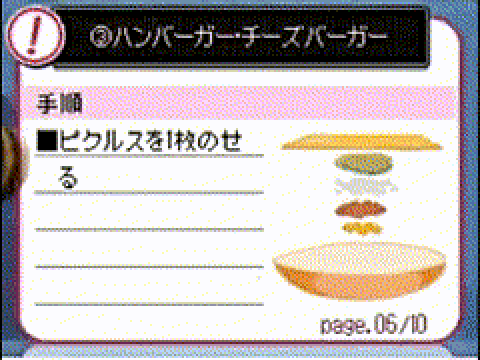 !
③ハンバーガー・チーズバーガー
手順
■ピクルスを1枚のせ
る
page.06/10